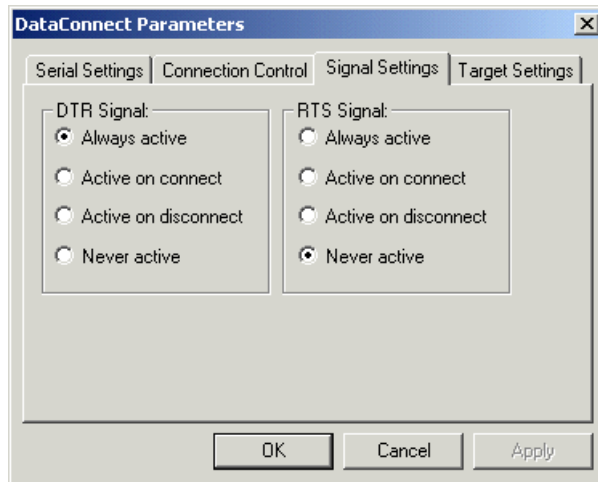 DataConnect Parameters
Serial Settings Connection Control Signal Settings Target Settings
DTR Signal: RTS Signal:
Always active Always active
Active on connect Active on connect
Active on disconnect Active on disconnect
Never active Never active
OK Cancel Apply